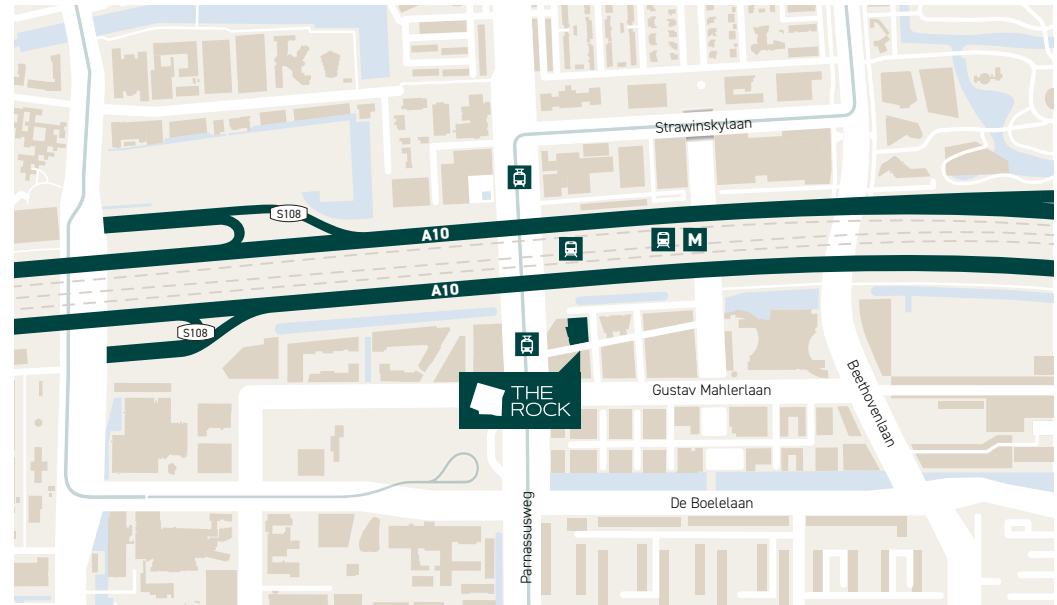 Strawinskylaan
S108
A10
M
A10
S108
THE
ROCK
Gustav Mahlerlaan
Beethovenlaan
De Boelelaan
Parnassusweg